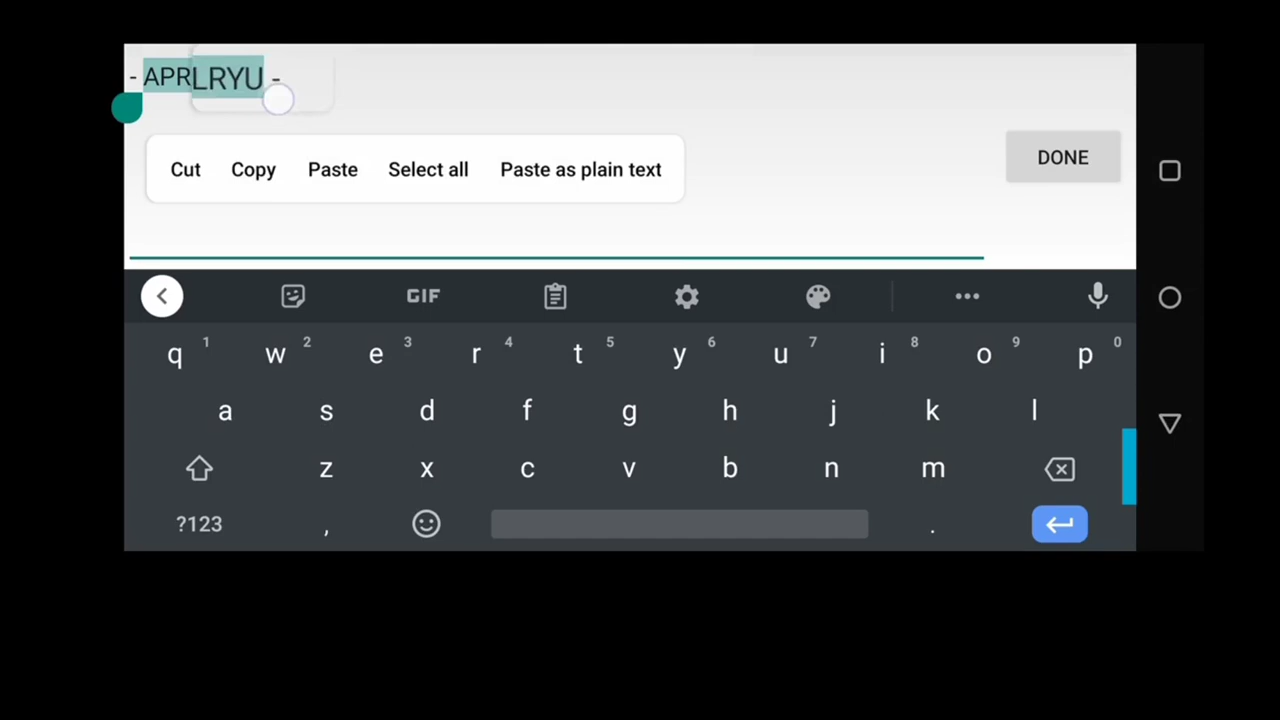 - APRLRYU -
Cut Copy Paste Select all Paste as plain text
DONE
GIF
q 1 w 2 e 3 r 4 t 5 y 6 u 7 i 8 o 9 p 0
a s d f g h j k l
z x c v b n m
?123 , .